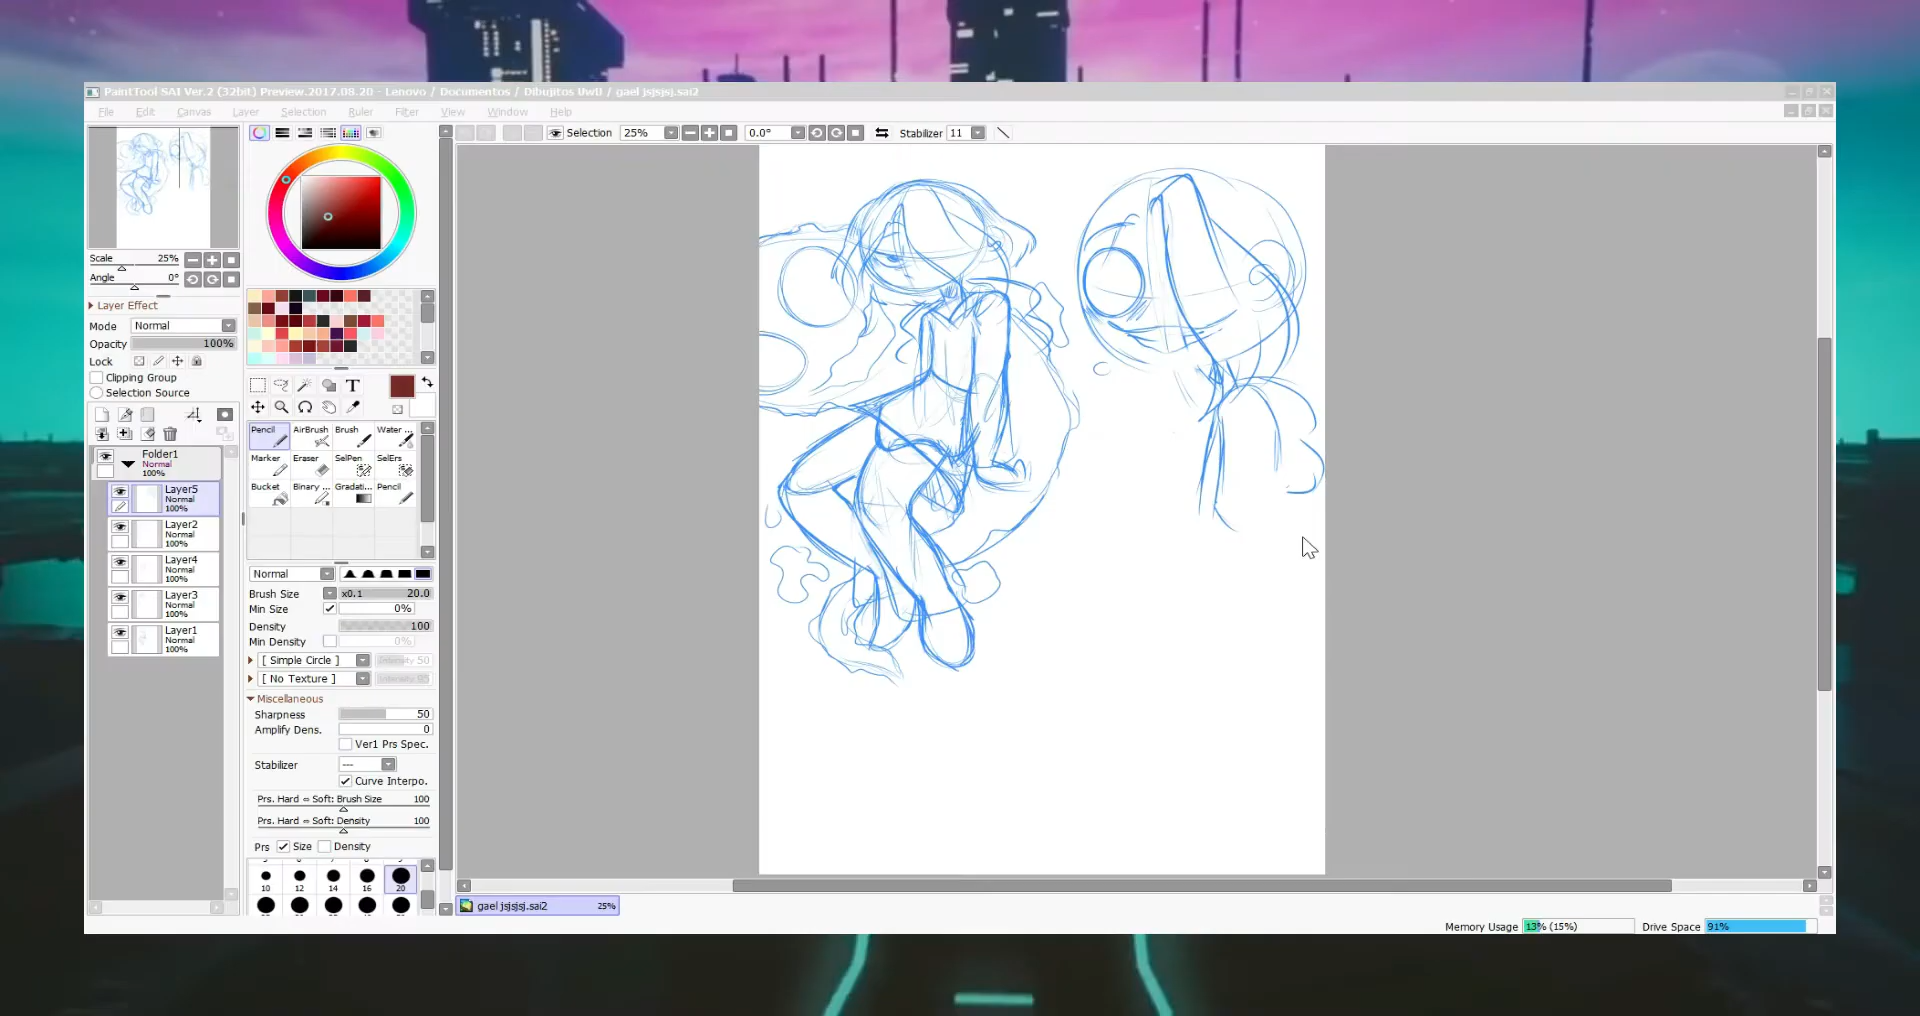 PaintTool SAI Ver.2 (32bit) Preview.2017.08.20 - Lenovo / Documentos / Dibujitos UwU / gael jsjsjsj.sai2
File Edit Canvas Layer Selection Ruler Filter View Window Help
Selection 25% 0.0° Stabilizer 11
Scale 25%
Angle 0°
Layer Effect
Mode Normal
Opacity 100%
Lock
Clipping Group
Selection Source
Folder1
Normal
100%
Layer5
Normal
100%
Layer2
Normal
100%
Layer4
Normal
100%
Layer3
Normal
100%
Layer1
Normal
100%
T
Pencil AirBrush Brush Water ...
Marker Eraser SelPen SelErs
Bucket Binary ... Gradati... Pencil
Normal
Brush Size x0.1 20.0
Min Size 0%
Density 100
Min Density 0%
[ Simple Circle ] Intensity 50
[ No Texture ] Intensity 95
Miscellaneous
Sharpness 50
Amplify Dens. 0
Ver1 Prs Spec.
Stabilizer ---
Curve Interpo.
Prs. Hard ⇔ Soft: Brush Size 100
Prs. Hard ⇔ Soft: Density 100
Prs Size Density
10 12 14 16 20
gael jsjsjsj.sai2 25%
Memory Usage 13% (15%) Drive Space 91%